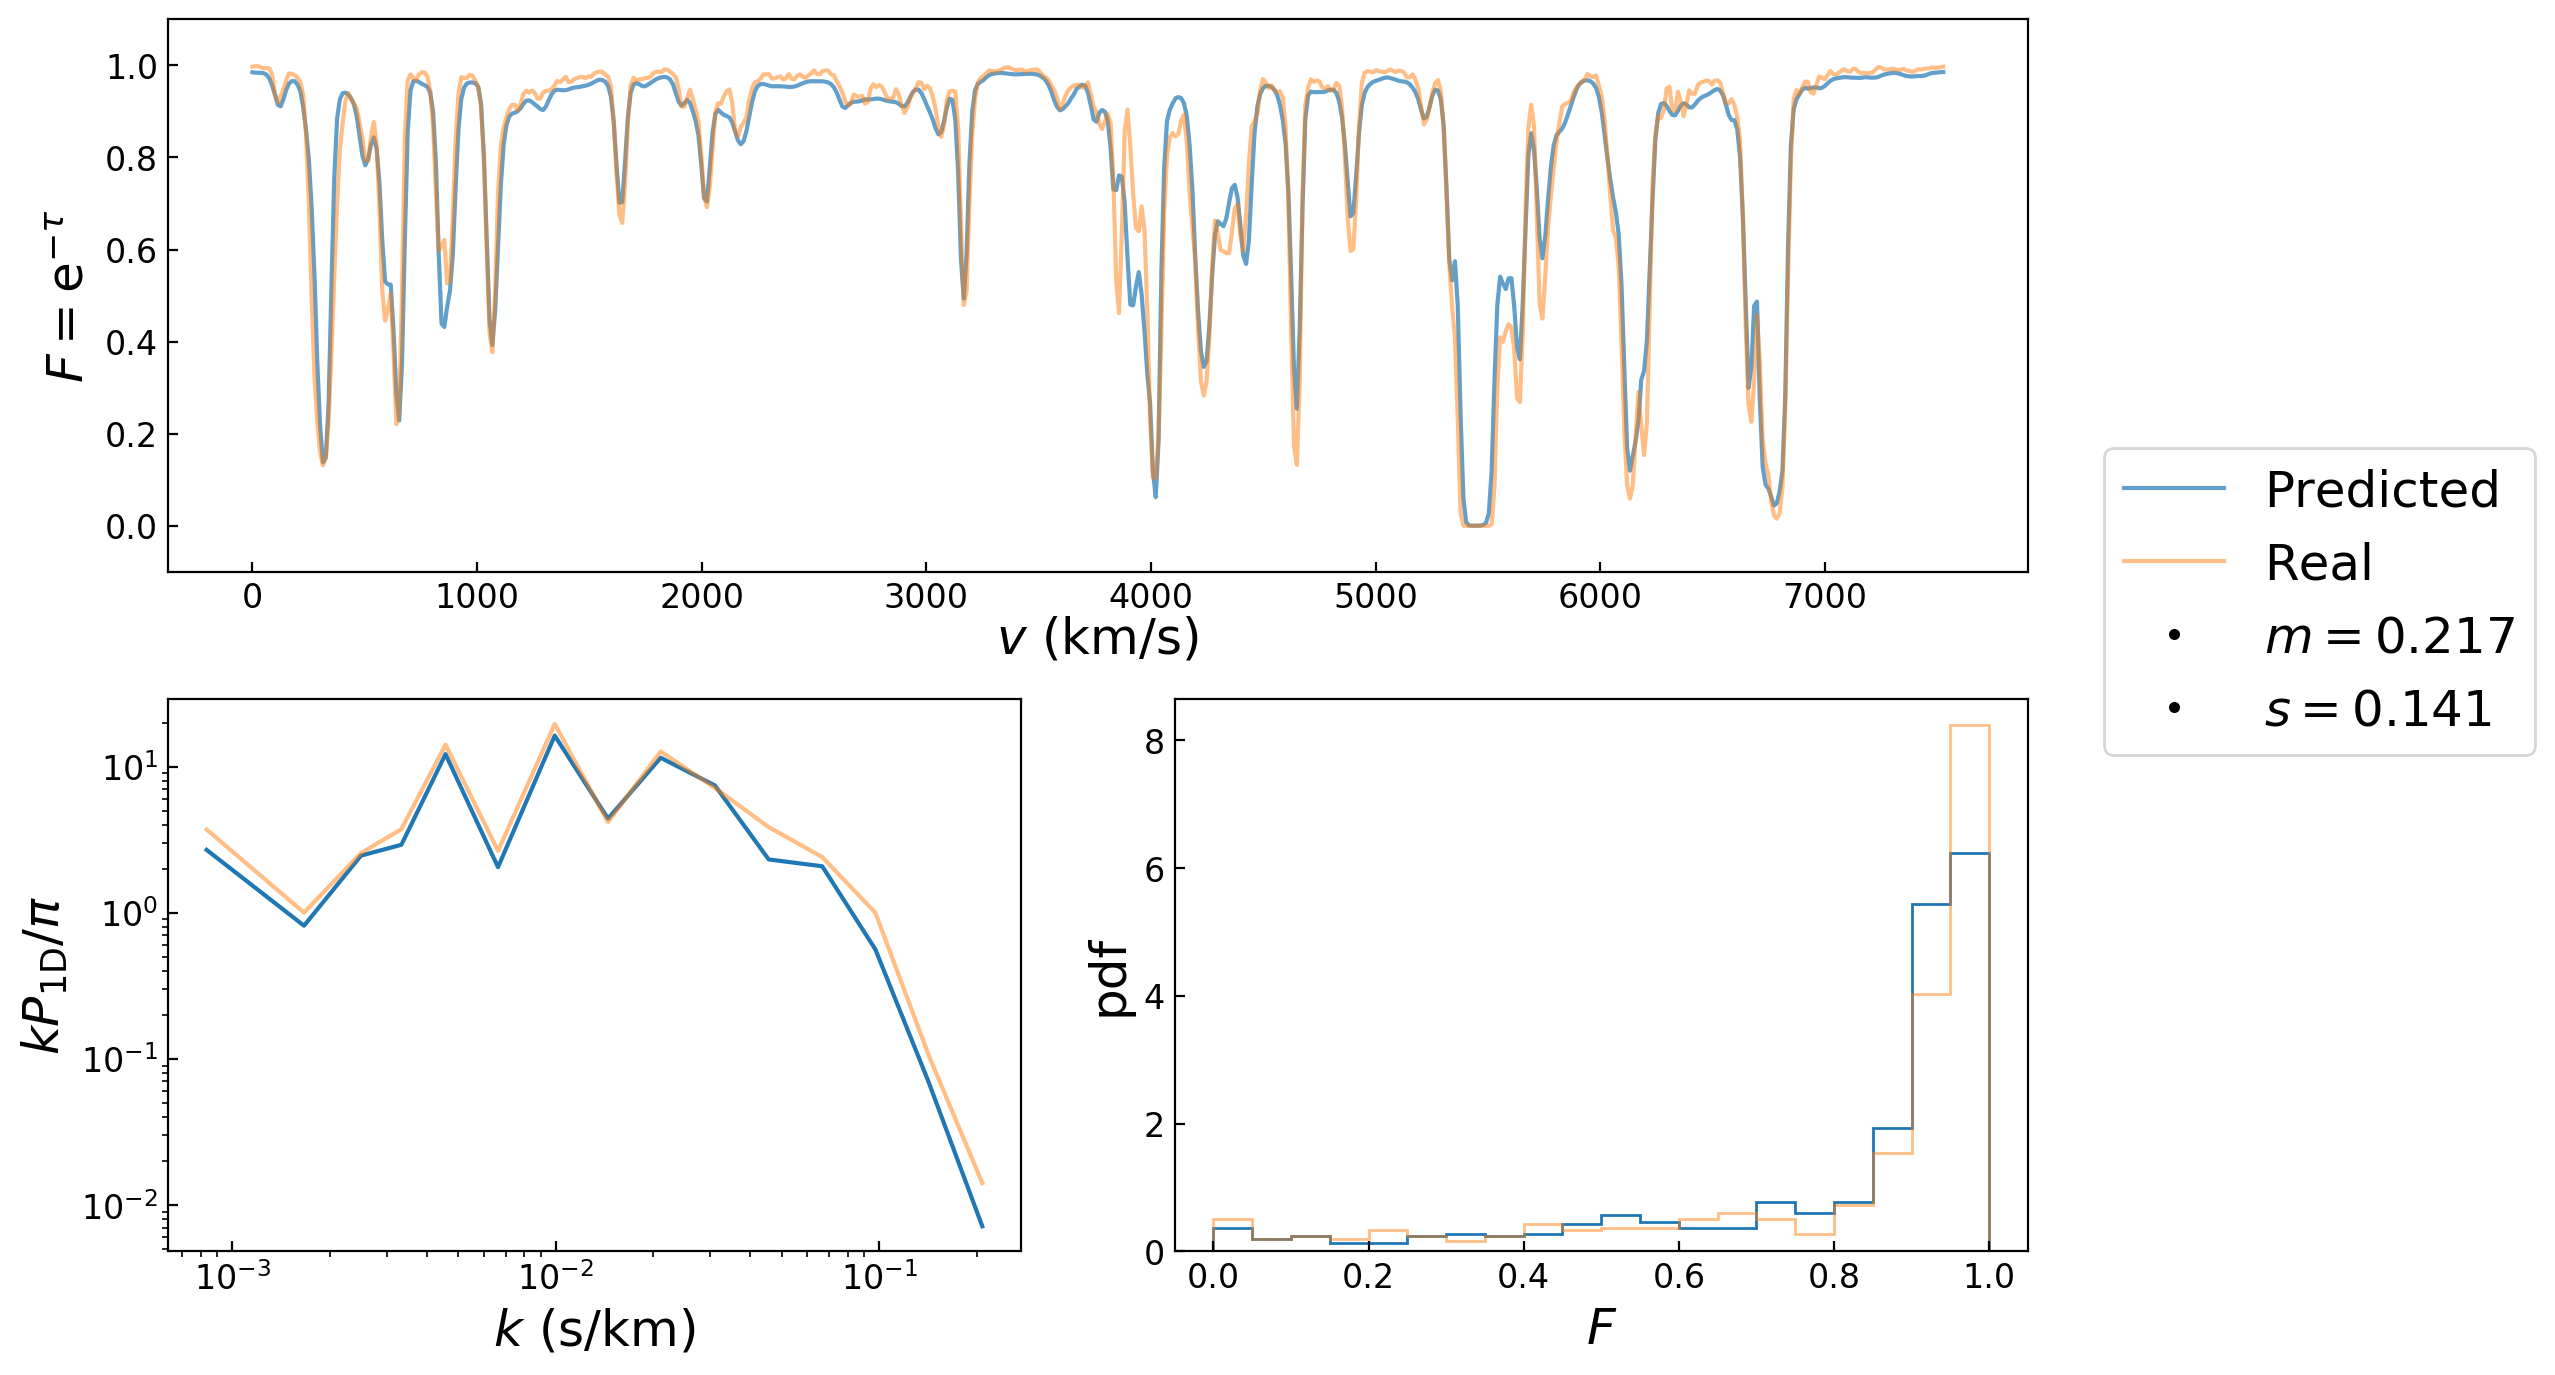 F = e^{−τ}
1.0
0.8
0.6
0.4
0.2
0.0
0 1000 2000 3000 4000 5000 6000 7000
v (km/s)
Predicted
Real
m = 0.217
s = 0.141
kP_{1D}/π
10^1
10^0
10^{−1}
10^{−2}
10^{−3} 10^{−2} 10^{−1}
k (s/km)
pdf
8
6
4
2
0
0.0 0.2 0.4 0.6 0.8 1.0
F